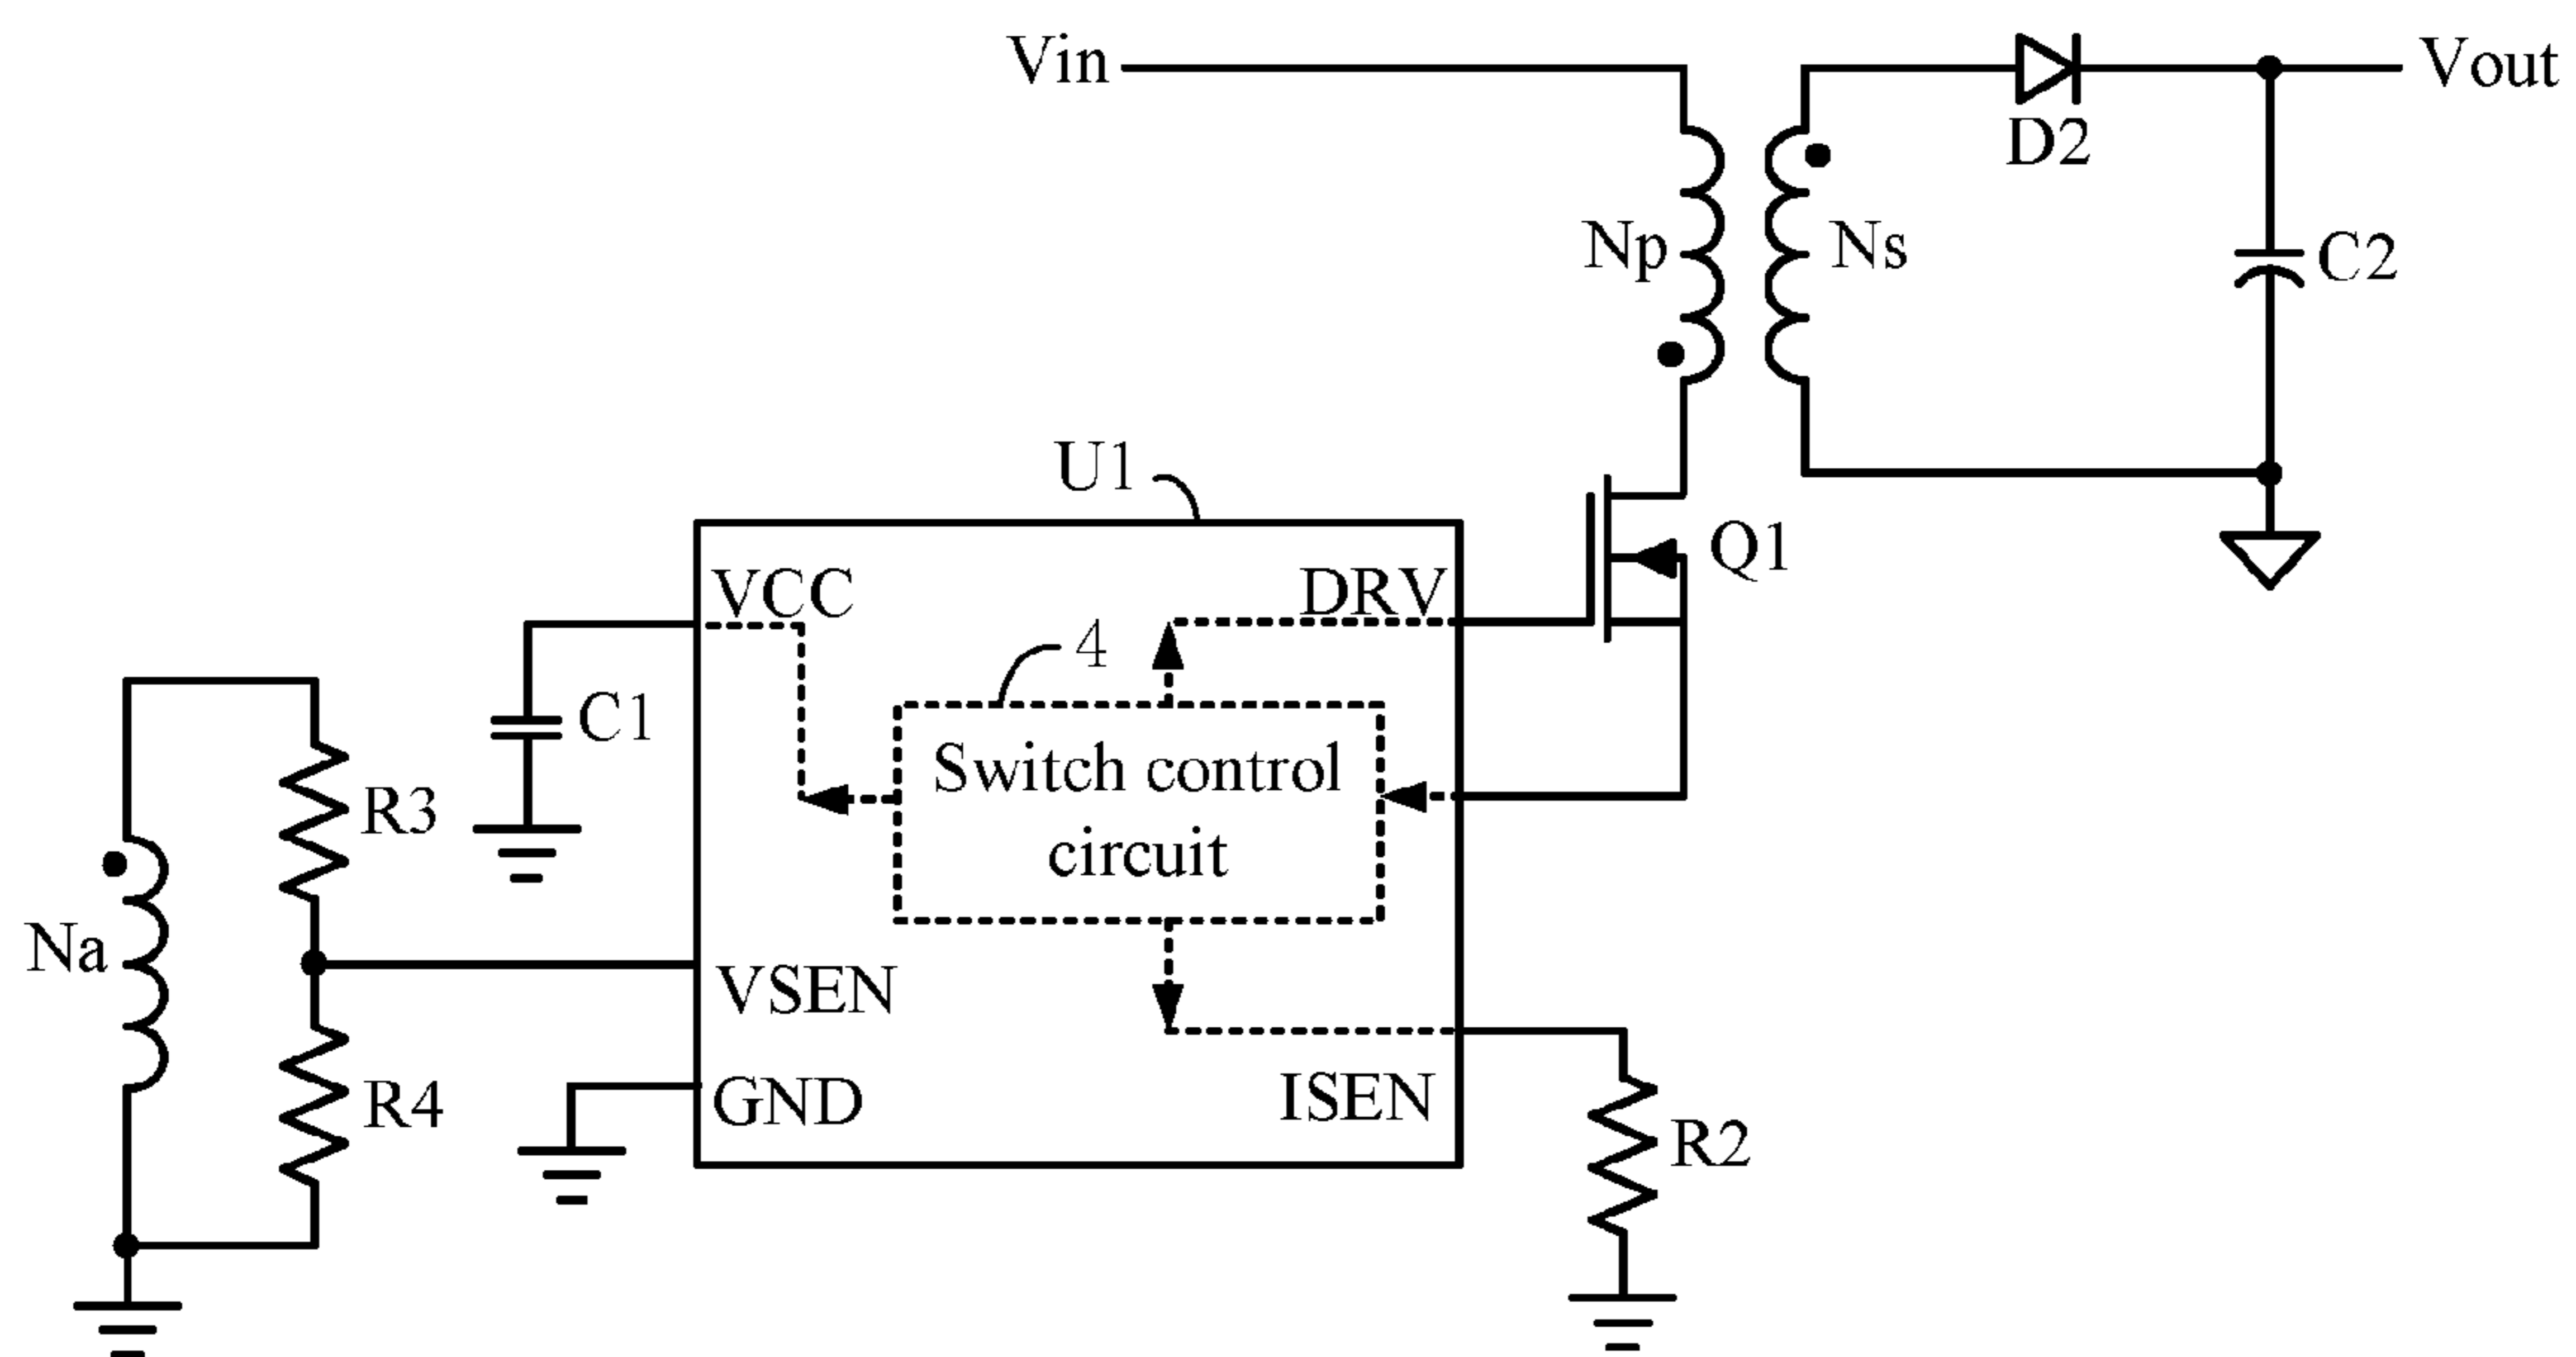 Vin
Vout
D2
Np
Ns
C2
U1
Q1
VCC
DRV
4
C1
Switch control
circuit
R3
Na
VSEN
R4
GND
ISEN
R2